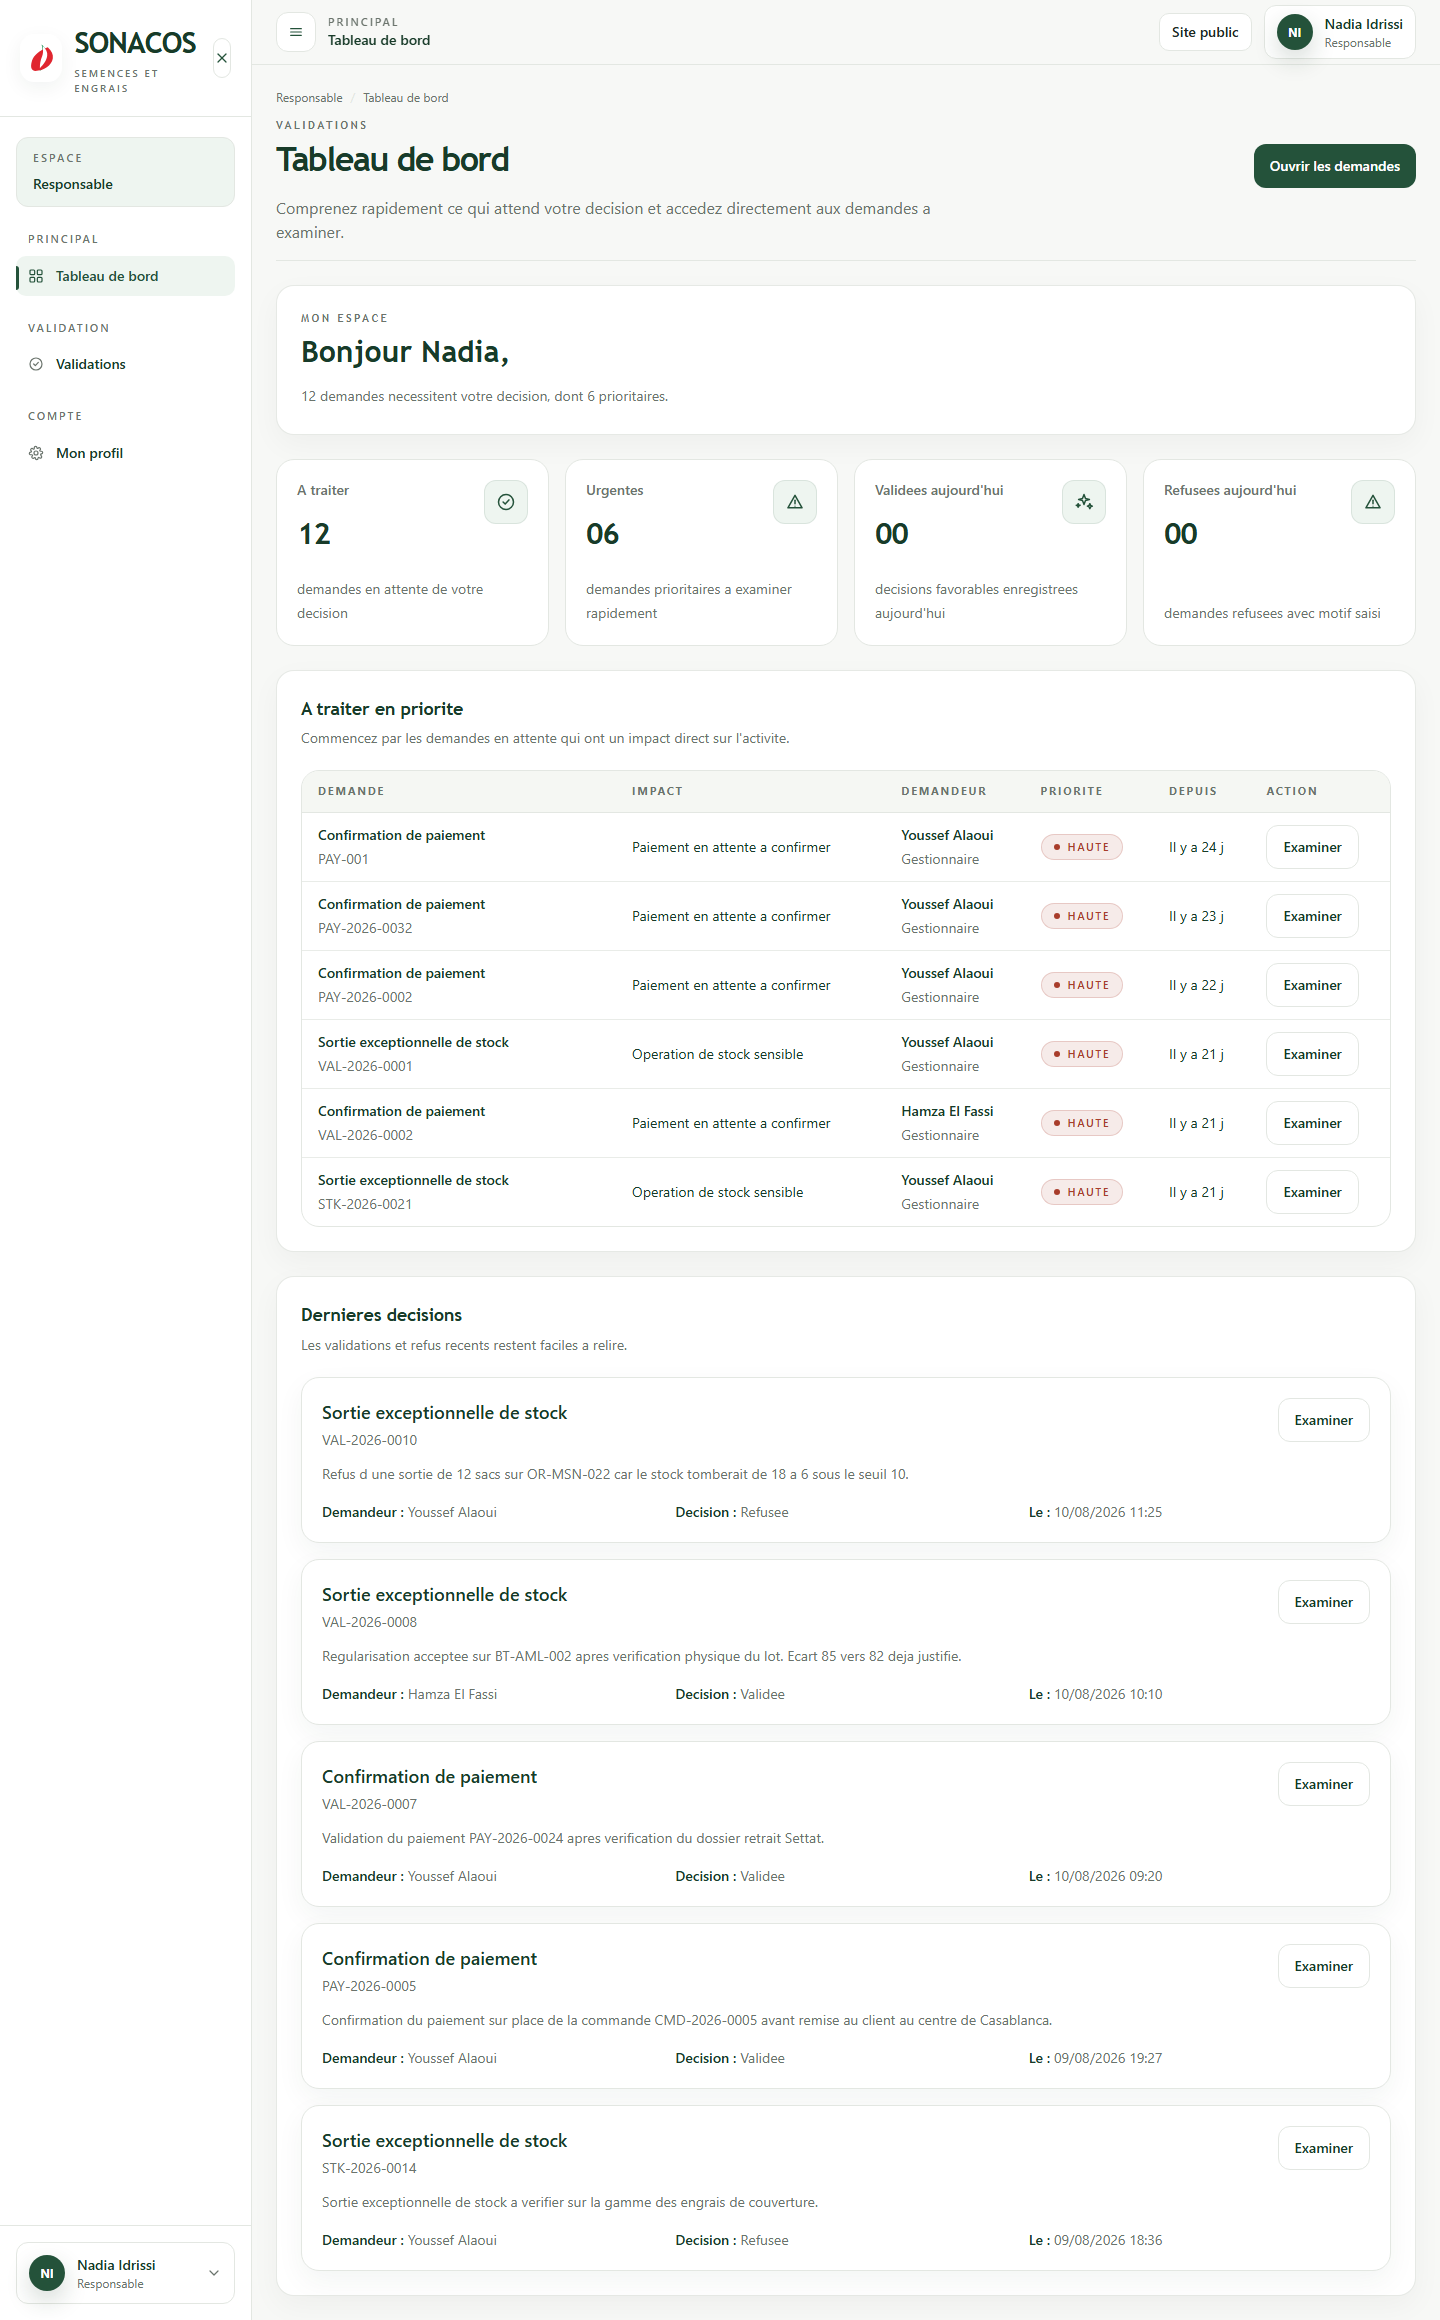 SONACOS
SEMENCES ET
ENGRAIS
ESPACE
Responsable
PRINCIPAL
Tableau de bord
VALIDATION
Validations
COMPTE
Mon profil
NI
Nadia Idrissi
Responsable
PRINCIPAL
Tableau de bord
Site public
NI
Nadia Idrissi
Responsable
Responsable / Tableau de bord
VALIDATIONS
Tableau de bord
Ouvrir les demandes
Comprenez rapidement ce qui attend votre decision et accedez directement aux demandes a
examiner.
MON ESPACE
Bonjour Nadia,
12 demandes necessitent votre decision, dont 6 prioritaires.
A traiter
12
demandes en attente de votre
decision
Urgentes
06
demandes prioritaires a examiner
rapidement
Validees aujourd'hui
00
decisions favorables enregistrees
aujourd'hui
Refusees aujourd'hui
00
demandes refusees avec motif saisi
A traiter en priorite
Commencez par les demandes en attente qui ont un impact direct sur l'activite.
DEMANDE IMPACT DEMANDEUR PRIORITE DEPUIS ACTION
Confirmation de paiement
PAY-001
Paiement en attente a confirmer
Youssef Alaoui
Gestionnaire
HAUTE
Il y a 24 j
Examiner
Confirmation de paiement
PAY-2026-0032
Paiement en attente a confirmer
Youssef Alaoui
Gestionnaire
HAUTE
Il y a 23 j
Examiner
Confirmation de paiement
PAY-2026-0002
Paiement en attente a confirmer
Youssef Alaoui
Gestionnaire
HAUTE
Il y a 22 j
Examiner
Sortie exceptionnelle de stock
VAL-2026-0001
Operation de stock sensible
Youssef Alaoui
Gestionnaire
HAUTE
Il y a 21 j
Examiner
Confirmation de paiement
VAL-2026-0002
Paiement en attente a confirmer
Hamza El Fassi
Gestionnaire
HAUTE
Il y a 21 j
Examiner
Sortie exceptionnelle de stock
STK-2026-0021
Operation de stock sensible
Youssef Alaoui
Gestionnaire
HAUTE
Il y a 21 j
Examiner
Dernieres decisions
Les validations et refus recents restent faciles a relire.
Sortie exceptionnelle de stock
VAL-2026-0010
Examiner
Refus d une sortie de 12 sacs sur OR-MSN-022 car le stock tomberait de 18 a 6 sous le seuil 10.
Demandeur : Youssef Alaoui Decision : Refusee Le : 10/08/2026 11:25
Sortie exceptionnelle de stock
VAL-2026-0008
Examiner
Regularisation acceptee sur BT-AML-002 apres verification physique du lot. Ecart 85 vers 82 deja justifie.
Demandeur : Hamza El Fassi Decision : Validee Le : 10/08/2026 10:10
Confirmation de paiement
VAL-2026-0007
Examiner
Validation du paiement PAY-2026-0024 apres verification du dossier retrait Settat.
Demandeur : Youssef Alaoui Decision : Validee Le : 10/08/2026 09:20
Confirmation de paiement
PAY-2026-0005
Examiner
Confirmation du paiement sur place de la commande CMD-2026-0005 avant remise au client au centre de Casablanca.
Demandeur : Youssef Alaoui Decision : Validee Le : 09/08/2026 19:27
Sortie exceptionnelle de stock
STK-2026-0014
Examiner
Sortie exceptionnelle de stock a verifier sur la gamme des engrais de couverture.
Demandeur : Youssef Alaoui Decision : Refusee Le : 09/08/2026 18:36